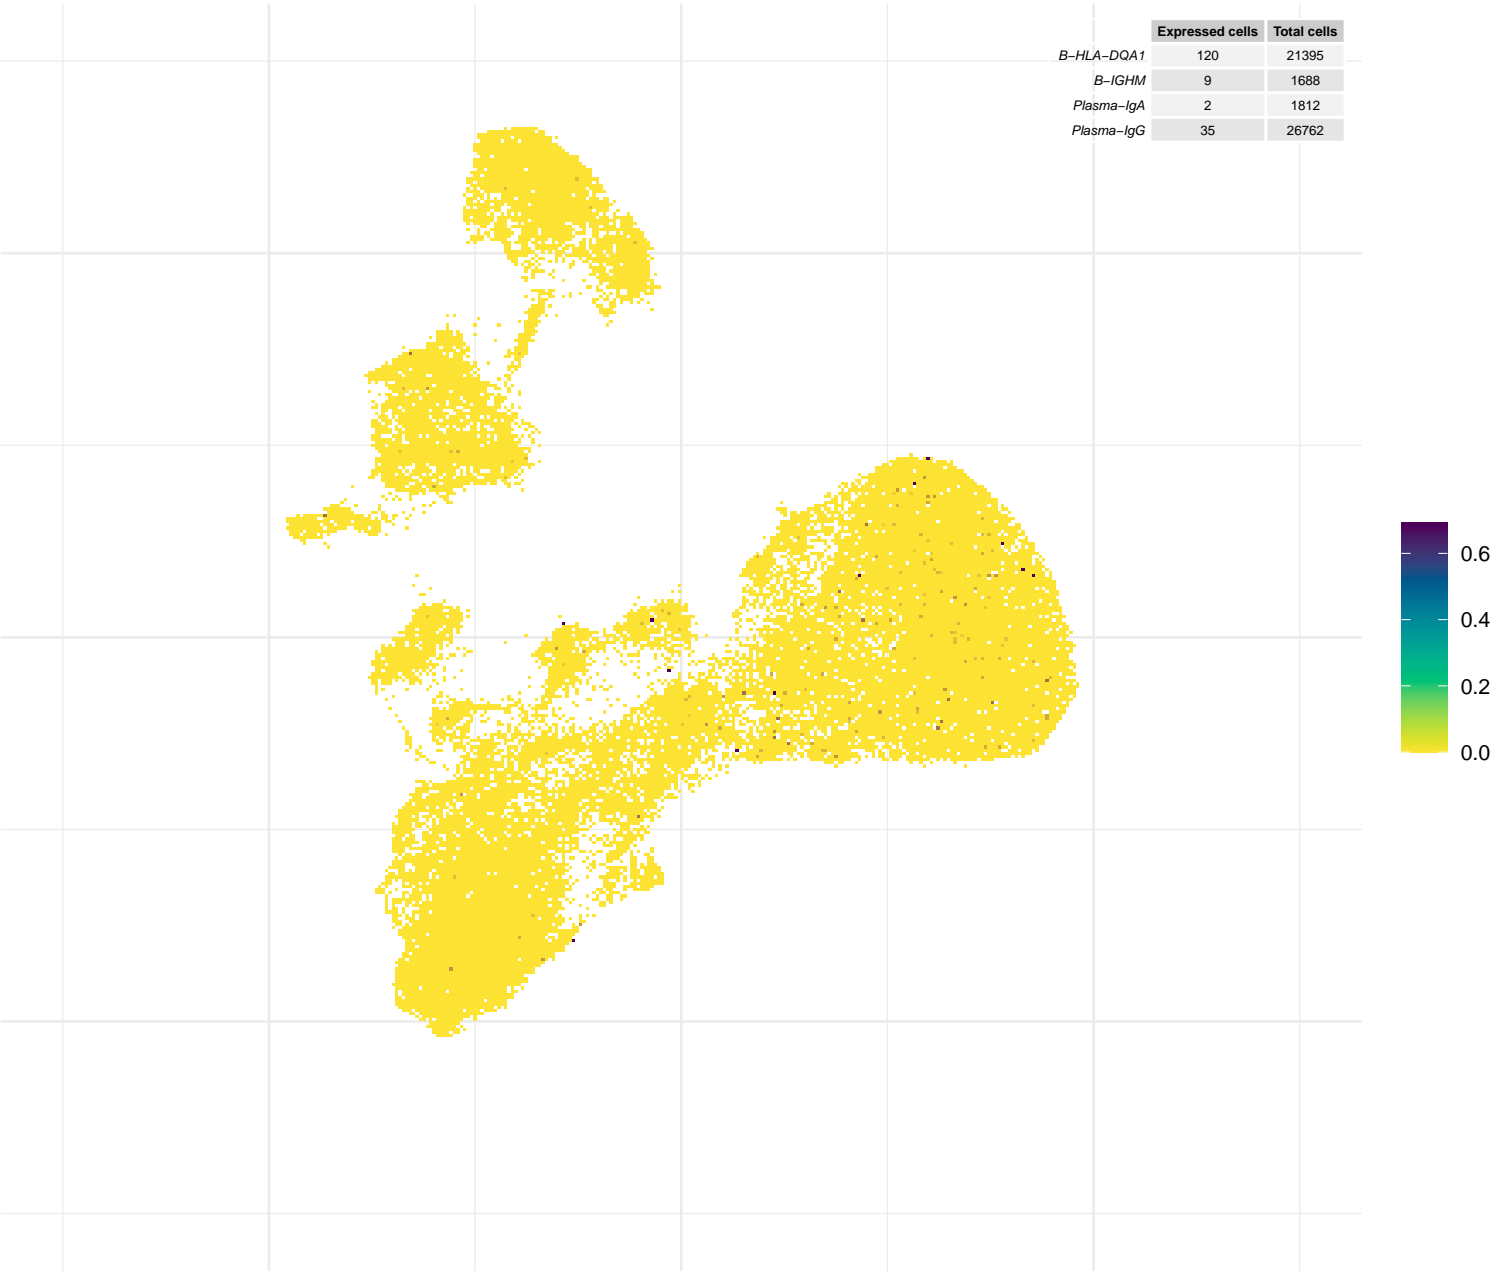 Expressed cells Total cells
B−HLA−DQA1 120 21395
B−IGHM 9 1688
Plasma−IgA 2 1812
Plasma−IgG 35 26762
0.6
0.4
0.2
0.0